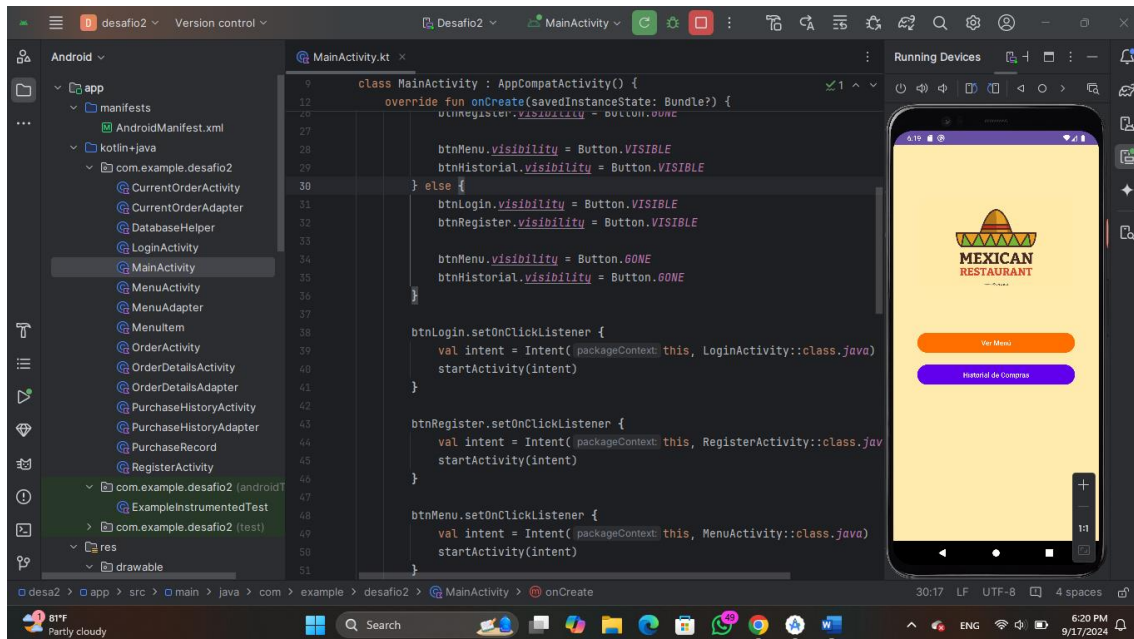 desafio2 Version control Desafio2 MainActivity
Android
MainActivity.kt
Running Devices
app
manifests
AndroidManifest.xml
kotlin+java
com.example.desafio2
CurrentOrderActivity
CurrentOrderAdapter
DatabaseHelper
LoginActivity
MainActivity
MenuActivity
MenuAdapter
MenuItem
OrderActivity
OrderDetailsActivity
OrderDetailsAdapter
PurchaseHistoryActivity
PurchaseHistoryAdapter
PurchaseRecord
RegisterActivity
com.example.desafio2 (androidT
ExampleInstrumentedTest
com.example.desafio2 (test)
res
drawable
9 class MainActivity : AppCompatActivity() {
12 override fun onCreate(savedInstanceState: Bundle?) {
26 btnRegister.visibility = Button.GONE
27
28 btnMenu.visibility = Button.VISIBLE
29 btnHistorial.visibility = Button.VISIBLE
30 } else {
31 btnLogin.visibility = Button.VISIBLE
32 btnRegister.visibility = Button.VISIBLE
33
34 btnMenu.visibility = Button.GONE
35 btnHistorial.visibility = Button.GONE
36 }
37
38 btnLogin.setOnClickListener {
39 val intent = Intent( packageContext: this, LoginActivity::class.java)
40 startActivity(intent)
41 }
42
43 btnRegister.setOnClickListener {
44 val intent = Intent( packageContext: this, RegisterActivity::class.jav
45 startActivity(intent)
46 }
47
48 btnMenu.setOnClickListener {
49 val intent = Intent( packageContext: this, MenuActivity::class.java)
50 startActivity(intent)
51 }
1
6:19
MEXICAN
RESTAURANT
Ver Menú
Historial de Compras
1:1
desa2 > app > src > main > java > com > example > desafio2 > MainActivity > onCreate
30:17 LF UTF-8 4 spaces
1
81°F
Partly cloudy
Search
49
ENG
6:20 PM
9/17/2024